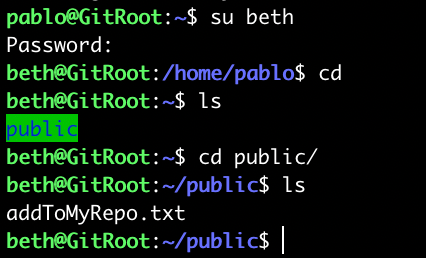 pablo@GitRoot:~$ su beth
Password:
beth@GitRoot:/home/pablo$ cd
beth@GitRoot:~$ ls
public
beth@GitRoot:~$ cd public/
beth@GitRoot:~/public$ ls
addToMyRepo.txt
beth@GitRoot:~/public$